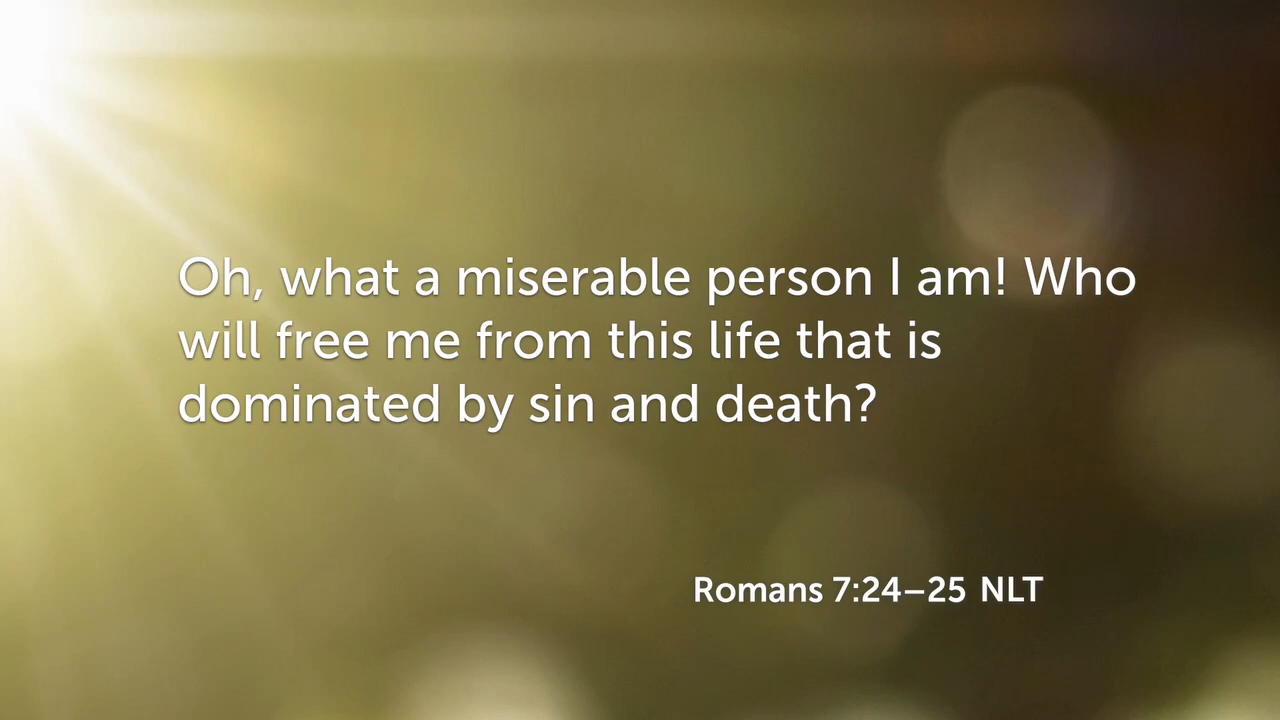 Oh, what a miserable person I am! Who
will free me from this life that is
dominated by sin and death?
Romans 7:24–25 NLT